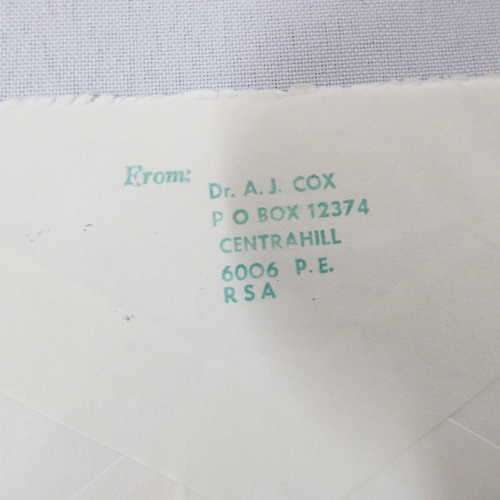 From:
Dr. A. J. COX
P O BOX 12374
CENTRAHILL
6006 P.E.
RSA